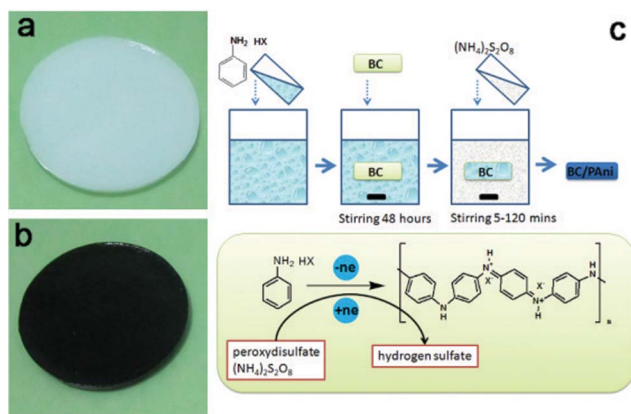 a
b
c
NH₂ HX
BC
(NH₄)₂S₂O₈
BC
BC
BC/PAni
Stirring 48 hours
Stirring 5-120 mins
NH₂ HX
-ne
+ne
peroxydisulfate
(NH₄)₂S₂O₈
hydrogen sulfate
H
N⁺
X⁻
N
H
X⁻
N⁺
H
H
N
n